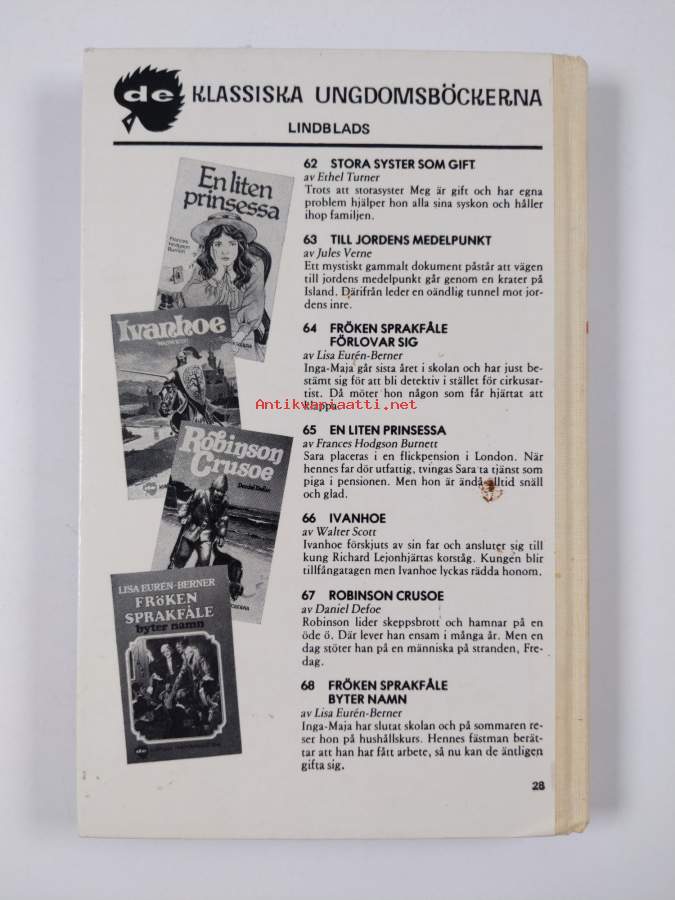 de KLASSISKA UNGDOMSBÖCKERNA
LINDBLADS
En liten
prinsessa
Frances
Hodgson
Burnett
Ivanhoe
WALTER SCOTT
Robinson
Crusoe
Daniel Defoe
LISA EURÉN-BERNER
FRÖKEN
SPRAKFÅLE
byter namn
de
62 STORA SYSTER SOM GIFT
av Ethel Turner
Trots att storasyster Meg är gift och har egna
problem hjälper hon alla sina syskon och håller
ihop familjen.
63 TILL JORDENS MEDELPUNKT
av Jules Verne
Ett mystiskt gammalt dokument påstår att vägen
till jordens medelpunkt går genom en krater på
Island. Därifrån leder en oändlig tunnel mot jor-
dens inre.
64 FRÖKEN SPRAKFÅLE
FÖRLOVAR SIG
av Lisa Eurén-Berner
Inga-Maja går sista året i skolan och har just be-
stämt sig för att bli detektiv i stället för cirkusar-
tist. Då möter hon någon som får hjärtat att
klappa.
Antikvariaatti.net
65 EN LITEN PRINSESSA
av Frances Hodgson Burnett
Sara placeras i en flickpension i London. När
hennes far dör utfattig, tvingas Sara ta tjänst som
piga i pensionen. Men hon är ändå alltid snäll
och glad.
66 IVANHOE
av Walter Scott
Ivanhoe förskjuts av sin far och ansluter sig till
kung Richard Lejonhjärtas korståg. Kungen blir
tillfångatagen men Ivanhoe lyckas rädda honom.
67 ROBINSON CRUSOE
av Daniel Defoe
Robinson lider skeppsbrott och hamnar på en
öde ö. Där lever han ensam i många år. Men en
dag stöter han på en människa på stranden, Fre-
dag.
68 FRÖKEN SPRAKFÅLE
BYTER NAMN
av Lisa Eurén-Berner
Inga-Maja har slutat skolan och på sommaren re-
ser hon på hushållskurs. Hennes fästman berät-
tar att han har fått arbete, så nu kan de äntligen
gifta sig.
28